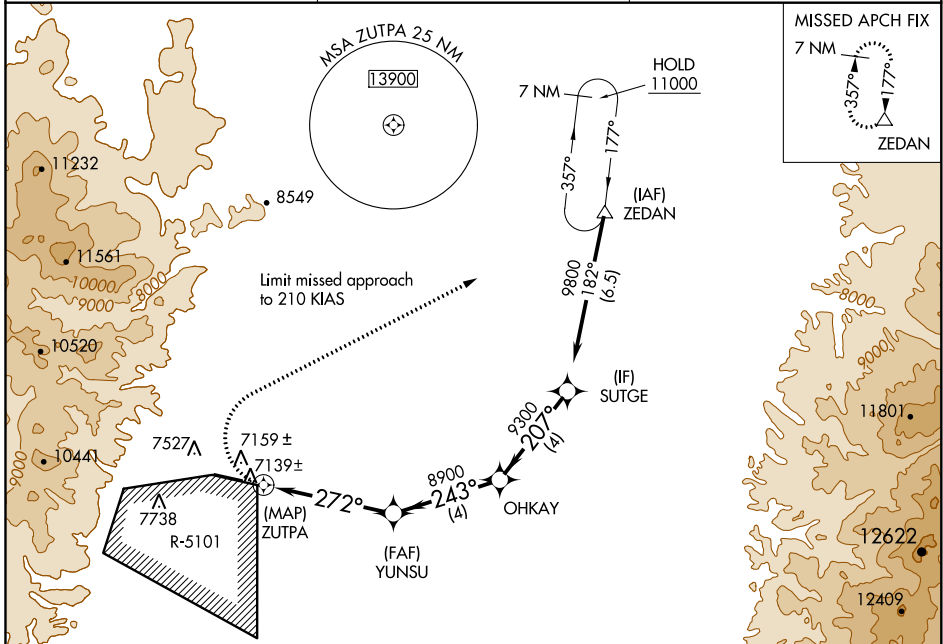 MSA ZUTPA 25 NM
13900
MISSED APCH FIX
7 NM
357°
177°
ZEDAN
HOLD
11000
7 NM
357°
177°
(IAF)
ZEDAN
11232
8549
11561
10000
9000
8000
Limit missed approach
to 210 KIAS
9800
182°
(6.5)
8000
9000
10520
(IF)
SUTGE
9300
207°
(4)
11801
7527
7159 ±
7139±
10441
9000
8900
243°
(4)
OHKAY
272°
(MAP)
ZUTPA
7738
R-5101
(FAF)
YUNSU
12622
12409